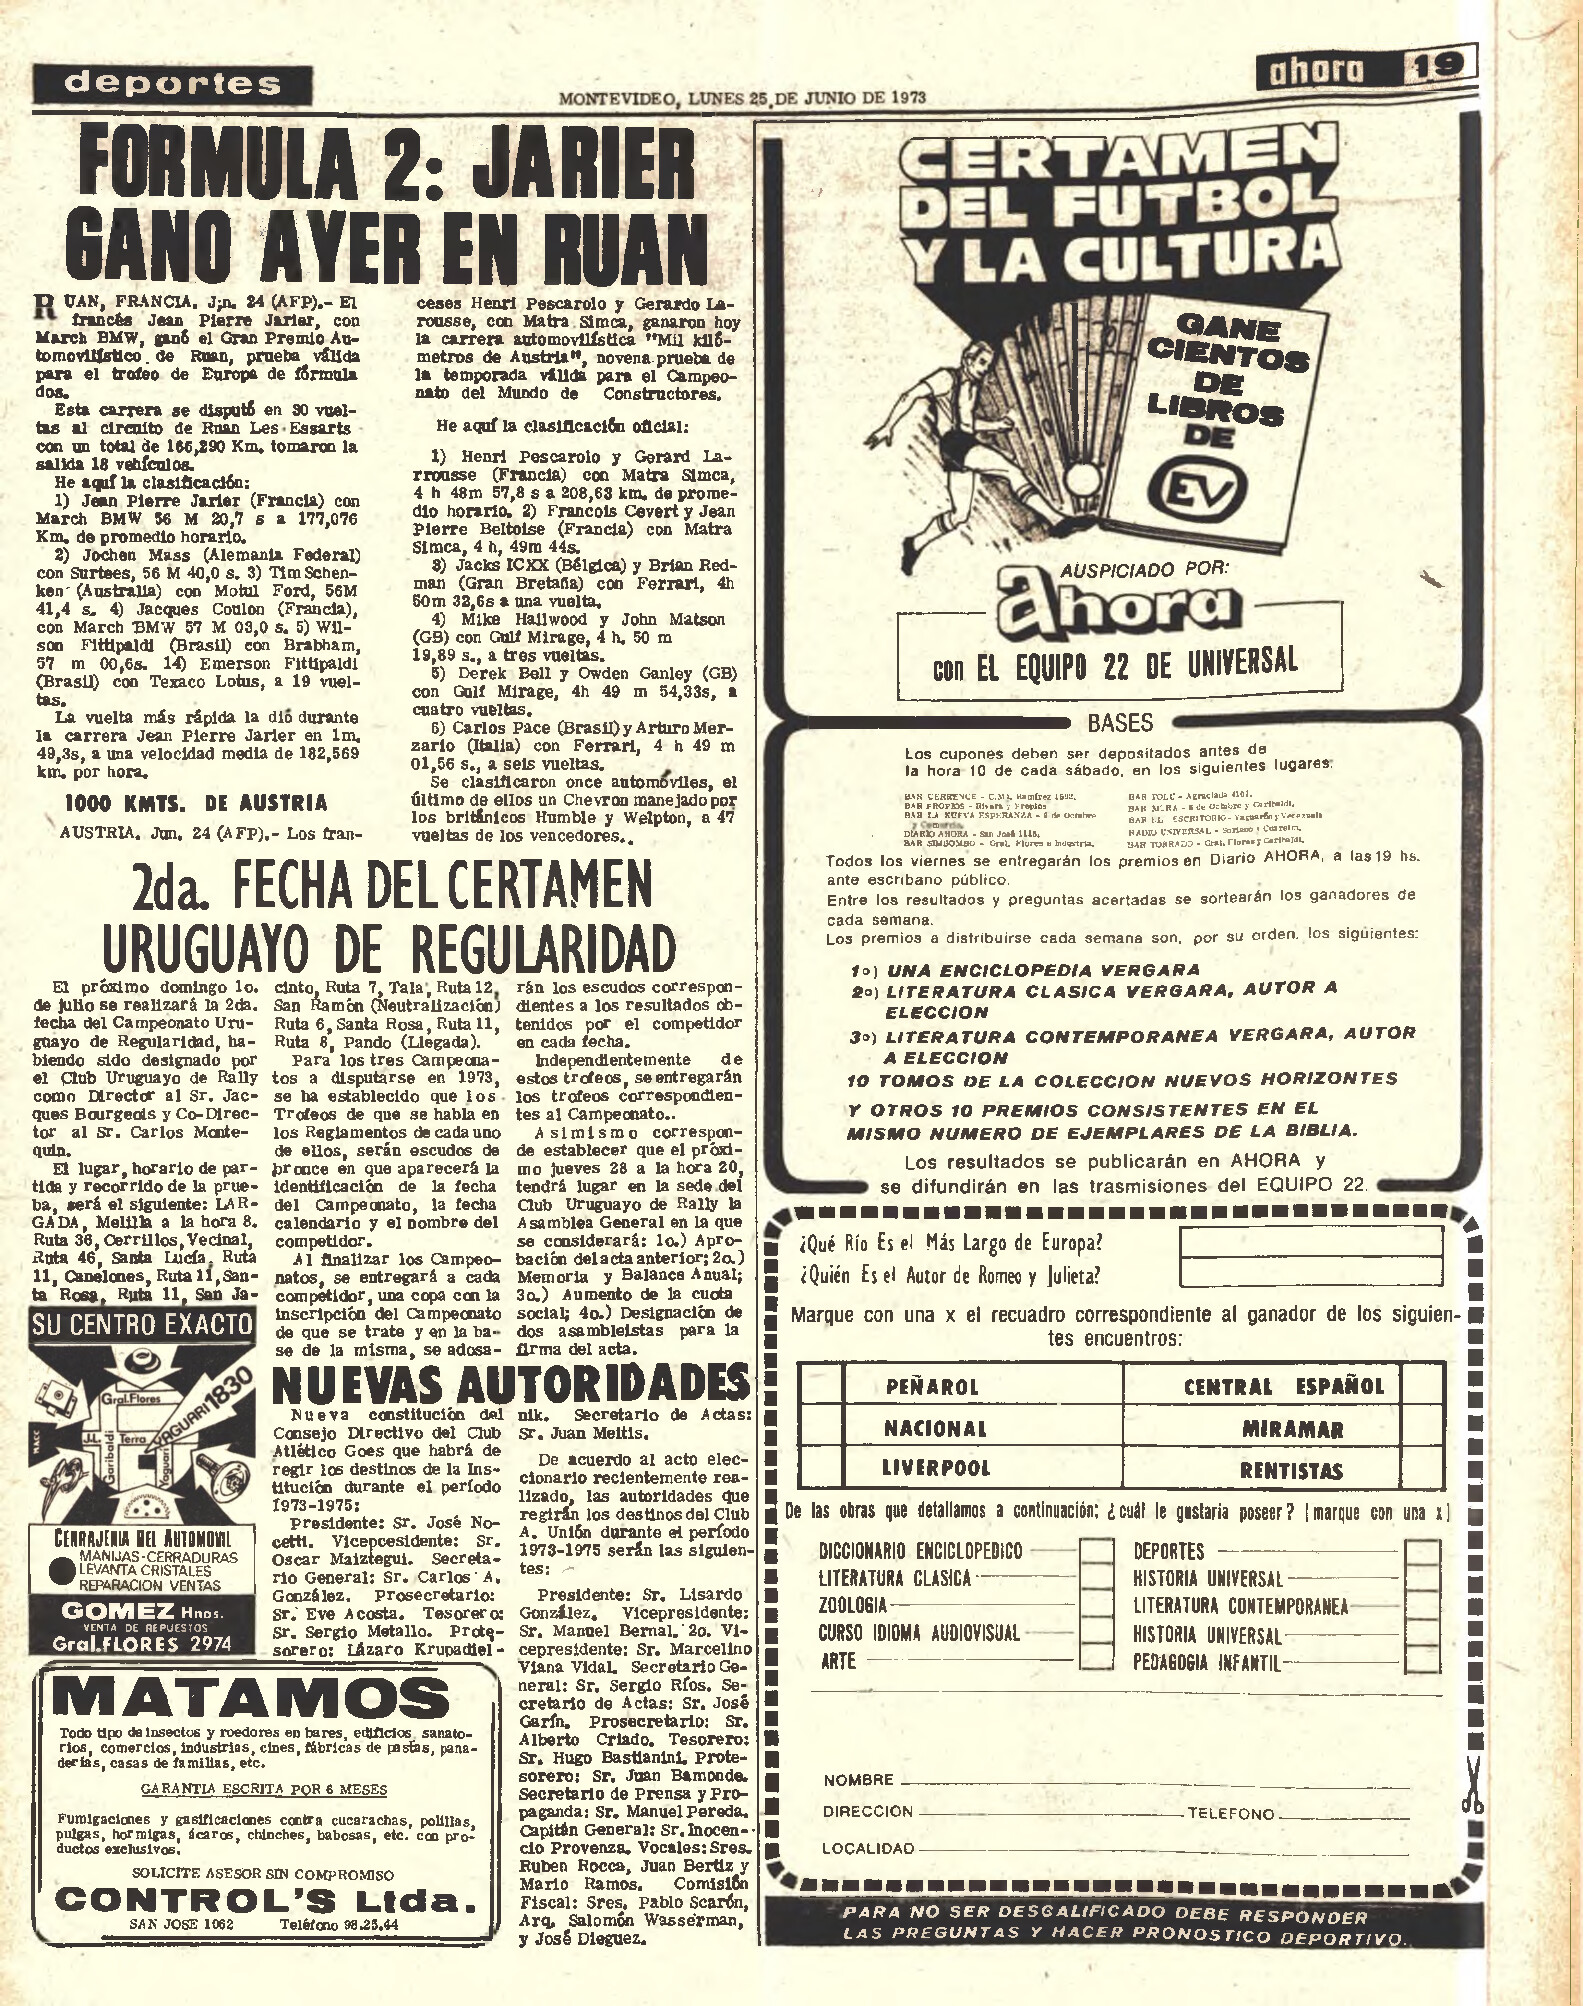 deportes
MONTEVIDEO, LUNES 25, DE JUNIO DE 1973
ahora 19
FORMULA 2: JARIER
GANO AYER EN RUAN
RUAN, FRANCIA. Jun. 24 (AFP).- El
francés Jean Pierre Jarier, con
March BMW, ganó el Gran Premio Au-
tomovilístico de Ruan, prueba válida
para el trofeo de Europa de fórmula
dos.
Esta carrera se disputó en 30 vuel-
tas al circuito de Ruan Les Essarts
con un total de 166,290 Km. tomaron la
salida 18 vehículos.
He aquí la clasificación:
1) Jean Pierre Jarier (Francia) con
March BMW 56 M 20,7 s a 177,076
Km. de promedio horario.
2) Jochen Mass (Alemania Federal)
con Surtees, 56 M 40,0 s. 3) Tim Schen-
ken (Australia) con Motul Ford, 56M
41,4 s. 4) Jacques Coulon (Francia),
con March BMW 57 M 03,0 s. 5) Wil-
son Fittipaldi (Brasil) con Brabham,
57 m 00,6s. 14) Emerson Fittipaldi
(Brasil) con Texaco Lotus, a 19 vuel-
tas.
La vuelta más rápida la dió durante
la carrera Jean Pierre Jarier en 1m.
49,3s, a una velocidad media de 182,569
km. por hora.
1000 KMTS. DE AUSTRIA
AUSTRIA. Jun. 24 (AFP).- Los fran-
ceses Henri Pescarolo y Gerardo La-
rousse, con Matra Simca, ganaron hoy
la carrera automovilística "Mil kiló-
metros de Austria", novena prueba de
la temporada válida para el Campeo-
nato del Mundo de Constructores.
He aquí la clasificación oficial:
1) Henri Pescarolo y Gerard La-
rrousse (Francia) con Matra Simca,
4 h 48m 57,8 s a 208,63 km. de prome-
dio horario. 2) Francois Cevert y Jean
Pierre Beltoise (Francia) con Matra
Simca, 4 h, 49m 44s.
3) Jacks ICXX (Bélgica) y Brian Red-
man (Gran Bretaña) con Ferrari, 4h
50m 32,6s a una vuelta.
4) Mike Hailwood y John Matson
(GB) con Gulf Mirage, 4 h. 50 m
19,89 s., a tres vueltas.
5) Derek Bell y Owden Ganley (GB)
con Gulf Mirage, 4h 49 m 54,33s, a
cuatro vueltas.
6) Carlos Pace (Brasil) y Arturo Mer-
zario (Italia) con Ferrari, 4 h 49 m
01,56 s., a seis vueltas.
Se clasificaron once automóviles, el
último de ellos un Chevron manejado por
los británicos Humble y Welpton, a 47
vueltas de los vencedores..
2da. FECHA DEL CERTAMEN
URUGUAYO DE REGULARIDAD
El próximo domingo 1o.
de julio se realizará la 2da.
fecha del Campeonato Uru-
guayo de Regularidad, ha-
biendo sido designado por
el Club Uruguayo de Rally
como Director al Sr. Jac-
ques Bourgeois y Co-Direc-
tor al Sr. Carlos Monte-
quin.
El lugar, horario de par-
tida y recorrido de la prue-
ba, será el siguiente: LAR-
GADA, Melilla a la hora 8.
Ruta 36, Cerrillos, Vecinal,
Ruta 46, Santa Lucía, Ruta
11, Canelones, Ruta 11, San-
ta Rosa, Ruta 11, San Ja-
cinto, Ruta 7, Tala, Ruta 12,
San Ramón (Neutralización)
Ruta 6, Santa Rosa, Ruta 11,
Ruta 8, Pando (Llegada).
Para los tres Campeona-
tos a disputarse en 1973,
se ha establecido que los
Trofeos de que se habla en
los Reglamentos de cada uno
de ellos, serán escudos de
bronce en que aparecerá la
identificación de la fecha
del Campeonato, la fecha
calendario y el nombre del
competidor.
Al finalizar los Campeo-
natos, se entregará a cada
competidor, una copa con la
inscripción del Campeonato
de que se trate y en la ba-
se de la misma, se adosa-
rán los escudos correspon-
dientes a los resultados ob-
tenidos por el competidor
en cada fecha.
Independientemente de
estos trofeos, se entregarán
los trofeos correspondien-
tes al Campeonato..
Asimismo correspon-
de establecer que el próxi-
mo jueves 28 a la hora 20,
tendrá lugar en la sede del
Club Uruguayo de Rally la
Asamblea General en la que
se considerará: 1o.) Apro-
bación del acta anterior; 2o.)
Memoria y Balance Anual;
3o.) Aumento de la cuota
social; 4o.) Designación de
dos asambleístas para la
firma del acta.
SU CENTRO EXACTO
Gral.Flores
YAGUARI 1830
J.L. Terra
Garibaldi
Yaguari
MACC
CERRAJERIA DEL AUTOMOVIL
MANIJAS-CERRADURAS
LEVANTA CRISTALES
REPARACION VENTAS
GOMEZ Hnos.
VENTA DE REPUESTOS
Gral.FLORES 2974
NUEVAS AUTORIDADES
Nueva constitución del
Consejo Directivo del Club
Atlético Goes que habrá de
regir los destinos de la Ins-
titución durante el período
1973-1975:
Presidente: Sr. José No-
cetti. Vicepcesidente: Sr.
Oscar Maiztegui. Secreta-
rio General: Sr. Carlos A.
González. Prosecretario:
Sr. Eve Acosta. Tesorero:
Sr. Sergio Metallo. Prote-
sorero: Lázaro Krupadiel-
nik. Secretario de Actas:
Sr. Juan Meltis.
De acuerdo al acto elec-
cionario recientemente rea-
lizado, las autoridades que
regirán los destinos del Club
A. Unión durante el período
1973-1975 serán las siguien-
tes:
Presidente: Sr. Lisardo
González. Vicepresidente:
Sr. Manuel Bernal. 2o. Vi-
cepresidente: Sr. Marcelino
Viana Vidal. Secretario Ge-
neral: Sr. Sergio Ríos. Se-
cretario de Actas: Sr. José
Garín. Prosecretario: Sr.
Alberto Criado. Tesorero:
Sr. Hugo Bastianini. Prote-
sorero: Sr. Juan Bamonde.
Secretario de Prensa y Pro-
paganda: Sr. Manuel Pereda.
Capitán General: Sr. Inocen-
cio Provenza. Vocales: Sres.
Ruben Rocca, Juan Bertiz y
Mario Ramos. Comisión
Fiscal: Sres. Pablo Scarón,
Arq. Salomón Wasserman,
y José Dieguez.
MATAMOS
Todo tipo de insectos y roedores en bares, edificios, sanato-
rios, comercios, industrias, cines, fábricas de pastas, pana-
derías, casas de familias, etc.
GARANTIA ESCRITA POR 6 MESES
Fumigaciones y gasificaciones contra cucarachas, polillas,
pulgas, hormigas, ácaros, chinches, babosas, etc. con pro-
ductos exclusivos.
SOLICITE ASESOR SIN COMPROMISO
CONTROL'S Ltda.
SAN JOSE 1062 Teléfono 98.25.44
CERTAMEN
DEL FUTBOL
Y LA CULTURA
GANE
CIENTOS
DE
LIBROS
DE
EV
AUSPICIADO POR:
ahora
con EL EQUIPO 22 DE UNIVERSAL
BASES
Los cupones deben ser depositados antes de
la hora 10 de cada sábado, en los siguientes lugares:
BAR CERRENCE - C.M. Ramírez 1692.
BAR PROPIOS - Rivera y Propios
BAR LA NUEVA ESPERANZA - 8 de Octubre
y Comercio
DIARIO AHORA - San José 1116.
BAR SIMBOMBO - Gral. Flores e Industria.
BAR POLO - Agraciada 4101.
BAR MURA - 8 de Octubre y Garibaldi.
BAR EL ESCRITORIO - Yaguarón y Venezuela
RADIO UNIVERSAL - Soriano y Cuareim.
BAR TORRADO - Gral. Flores y Garibaldi.
Todos los viernes se entregarán los premios en Diario AHORA, a las 19 hs.
ante escribano público.
Entre los resultados y preguntas acertadas se sortearán los ganadores de
cada semana.
Los premios a distribuirse cada semana son, por su orden, los siguientes:
1o) UNA ENCICLOPEDIA VERGARA
2o) LITERATURA CLASICA VERGARA, AUTOR A
ELECCION
3o) LITERATURA CONTEMPORANEA VERGARA, AUTOR
A ELECCION
10 TOMOS DE LA COLECCION NUEVOS HORIZONTES
Y OTROS 10 PREMIOS CONSISTENTES EN EL
MISMO NUMERO DE EJEMPLARES DE LA BIBLIA.
Los resultados se publicarán en AHORA y
se difundirán en las trasmisiones del EQUIPO 22.
¿Qué Río Es el Más Largo de Europa?
¿Quién Es el Autor de Romeo y Julieta?
Marque con una x el recuadro correspondiente al ganador de los siguien-
tes encuentros:
PEÑAROL CENTRAL ESPAÑOL
NACIONAL MIRAMAR
LIVERPOOL RENTISTAS
De las obras que detallamos a continuación; ¿cuál le gustaria poseer? (marque con una x)
DICCIONARIO ENCICLOPEDICO DEPORTES
LITERATURA CLASICA HISTORIA UNIVERSAL
ZOOLOGIA LITERATURA CONTEMPORANEA
CURSO IDIOMA AUDIOVISUAL HISTORIA UNIVERSAL
ARTE PEDAGOGIA INFANTIL
NOMBRE
DIRECCION TELEFONO
LOCALIDAD
PARA NO SER DESCALIFICADO DEBE RESPONDER
LAS PREGUNTAS Y HACER PRONOSTICO DEPORTIVO.